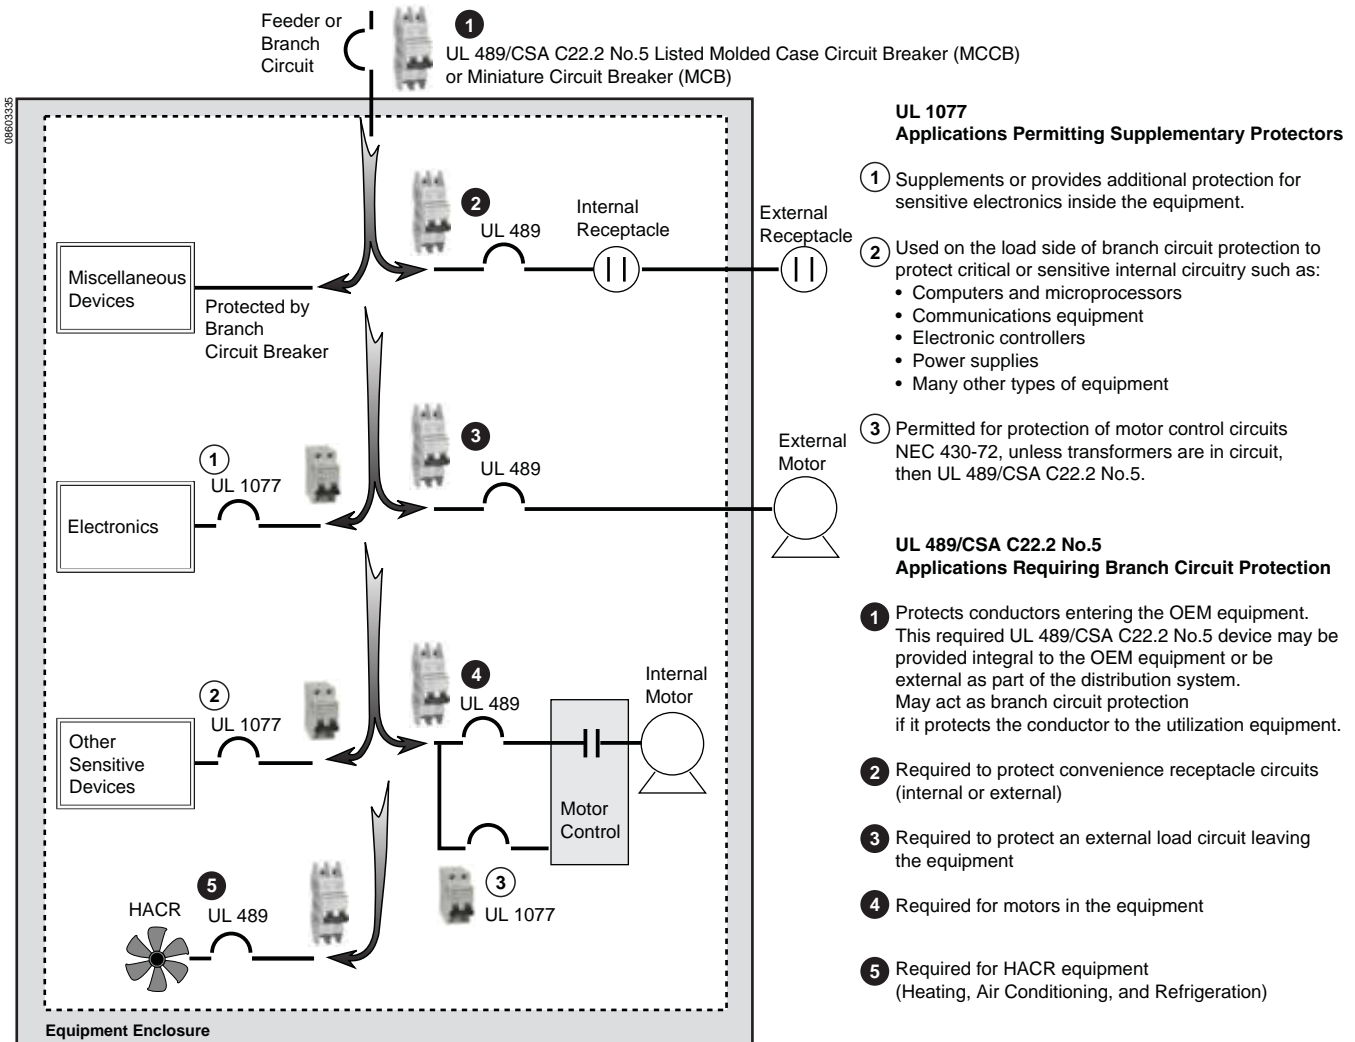 Feeder or
Branch
Circuit
1
UL 489/CSA C22.2 No.5 Listed Molded Case Circuit Breaker (MCCB)
or Miniature Circuit Breaker (MCB)
08603335
2
UL 489
Internal
Receptacle
External
Receptacle
Miscellaneous
Devices
Protected by
Branch
Circuit Breaker
3
UL 489
External
Motor
1
UL 1077
Electronics
4
UL 489
Internal
Motor
2
UL 1077
Other
Sensitive
Devices
Motor
Control
3
UL 1077
5
HACR
UL 489
Equipment Enclosure
UL 1077
Applications Permitting Supplementary Protectors
1 Supplements or provides additional protection for
sensitive electronics inside the equipment.
2 Used on the load side of branch circuit protection to
protect critical or sensitive internal circuitry such as:
• Computers and microprocessors
• Communications equipment
• Electronic controllers
• Power supplies
• Many other types of equipment
3 Permitted for protection of motor control circuits
NEC 430-72, unless transformers are in circuit,
then UL 489/CSA C22.2 No.5.
UL 489/CSA C22.2 No.5
Applications Requiring Branch Circuit Protection
1 Protects conductors entering the OEM equipment.
This required UL 489/CSA C22.2 No.5 device may be
provided integral to the OEM equipment or be
external as part of the distribution system.
May act as branch circuit protection
if it protects the conductor to the utilization equipment.
2 Required to protect convenience receptacle circuits
(internal or external)
3 Required to protect an external load circuit leaving
the equipment
4 Required for motors in the equipment
5 Required for HACR equipment
(Heating, Air Conditioning, and Refrigeration)